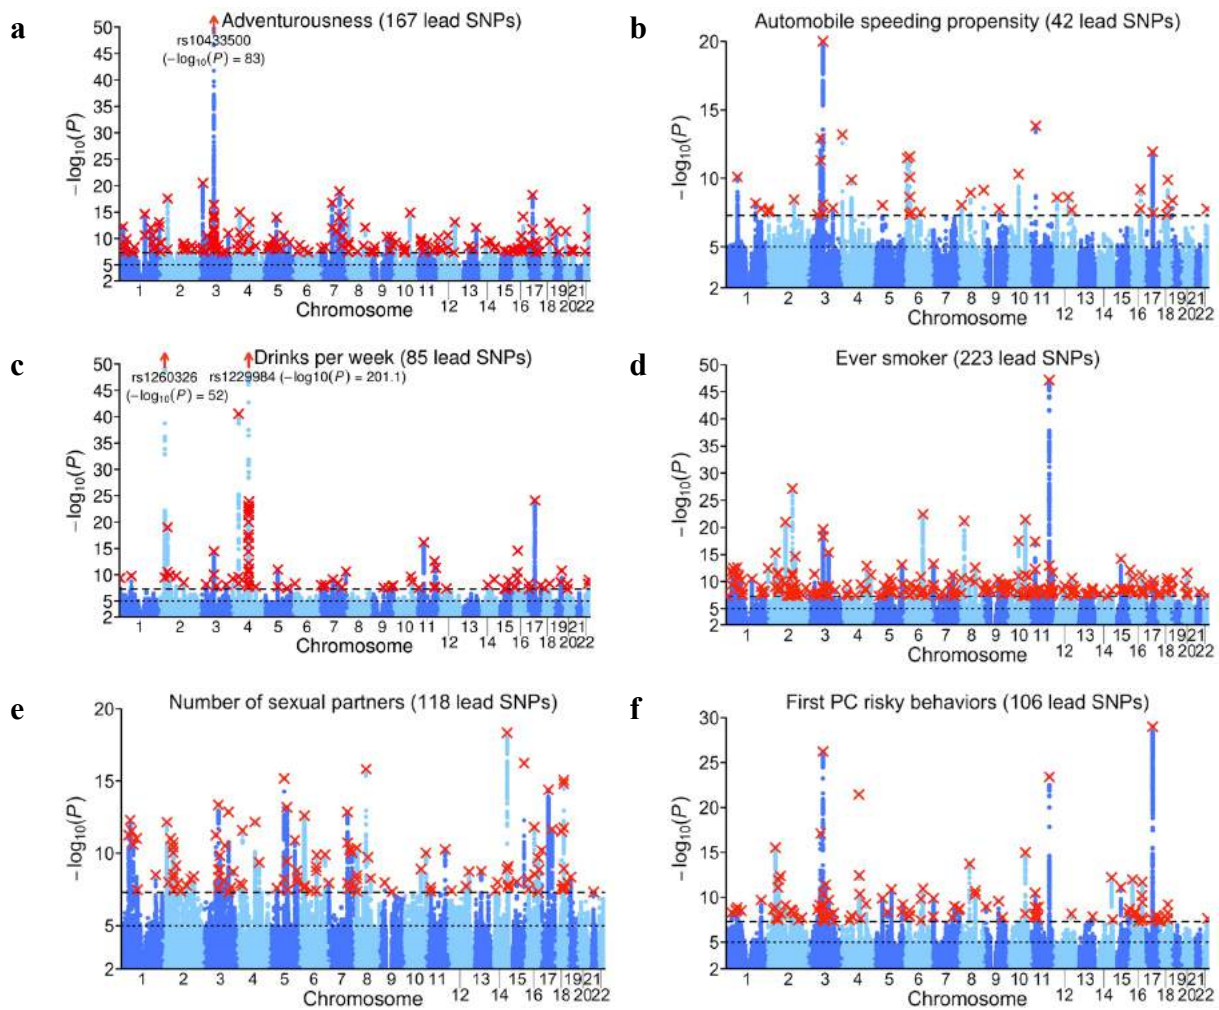 a
Adventurousness (167 lead SNPs)
rs10433500
(−log10(P) = 83)
50
45
40
35
30
25
20
15
10
5
2
−log10(P)
1 2 3 4 5 6 7 8 9 10 11 13 15 17 19 21
12 14 16 18 20 22
Chromosome
b
Automobile speeding propensity (42 lead SNPs)
20
15
10
5
2
−log10(P)
1 2 3 4 5 6 7 8 9 10 11 13 15 17 19 21
12 14 16 18 20 22
Chromosome
c
Drinks per week (85 lead SNPs)
rs1260326 rs1229984 (−log10(P) = 201.1)
(−log10(P) = 52)
50
45
40
35
30
25
20
15
10
5
2
−log10(P)
1 2 3 4 5 6 7 8 9 10 11 13 15 17 19 21
12 14 16 18 20 22
Chromosome
d
Ever smoker (223 lead SNPs)
50
45
40
35
30
25
20
15
10
5
2
−log10(P)
1 2 3 4 5 6 7 8 9 10 11 13 15 17 19 21
12 14 16 18 20 22
Chromosome
e
Number of sexual partners (118 lead SNPs)
20
15
10
5
2
−log10(P)
1 2 3 4 5 6 7 8 9 10 11 13 15 17 19 21
12 14 16 18 20 22
Chromosome
f
First PC risky behaviors (106 lead SNPs)
30
25
20
15
10
5
2
−log10(P)
1 2 3 4 5 6 7 8 9 10 11 13 15 17 19 21
12 14 16 18 20 22
Chromosome